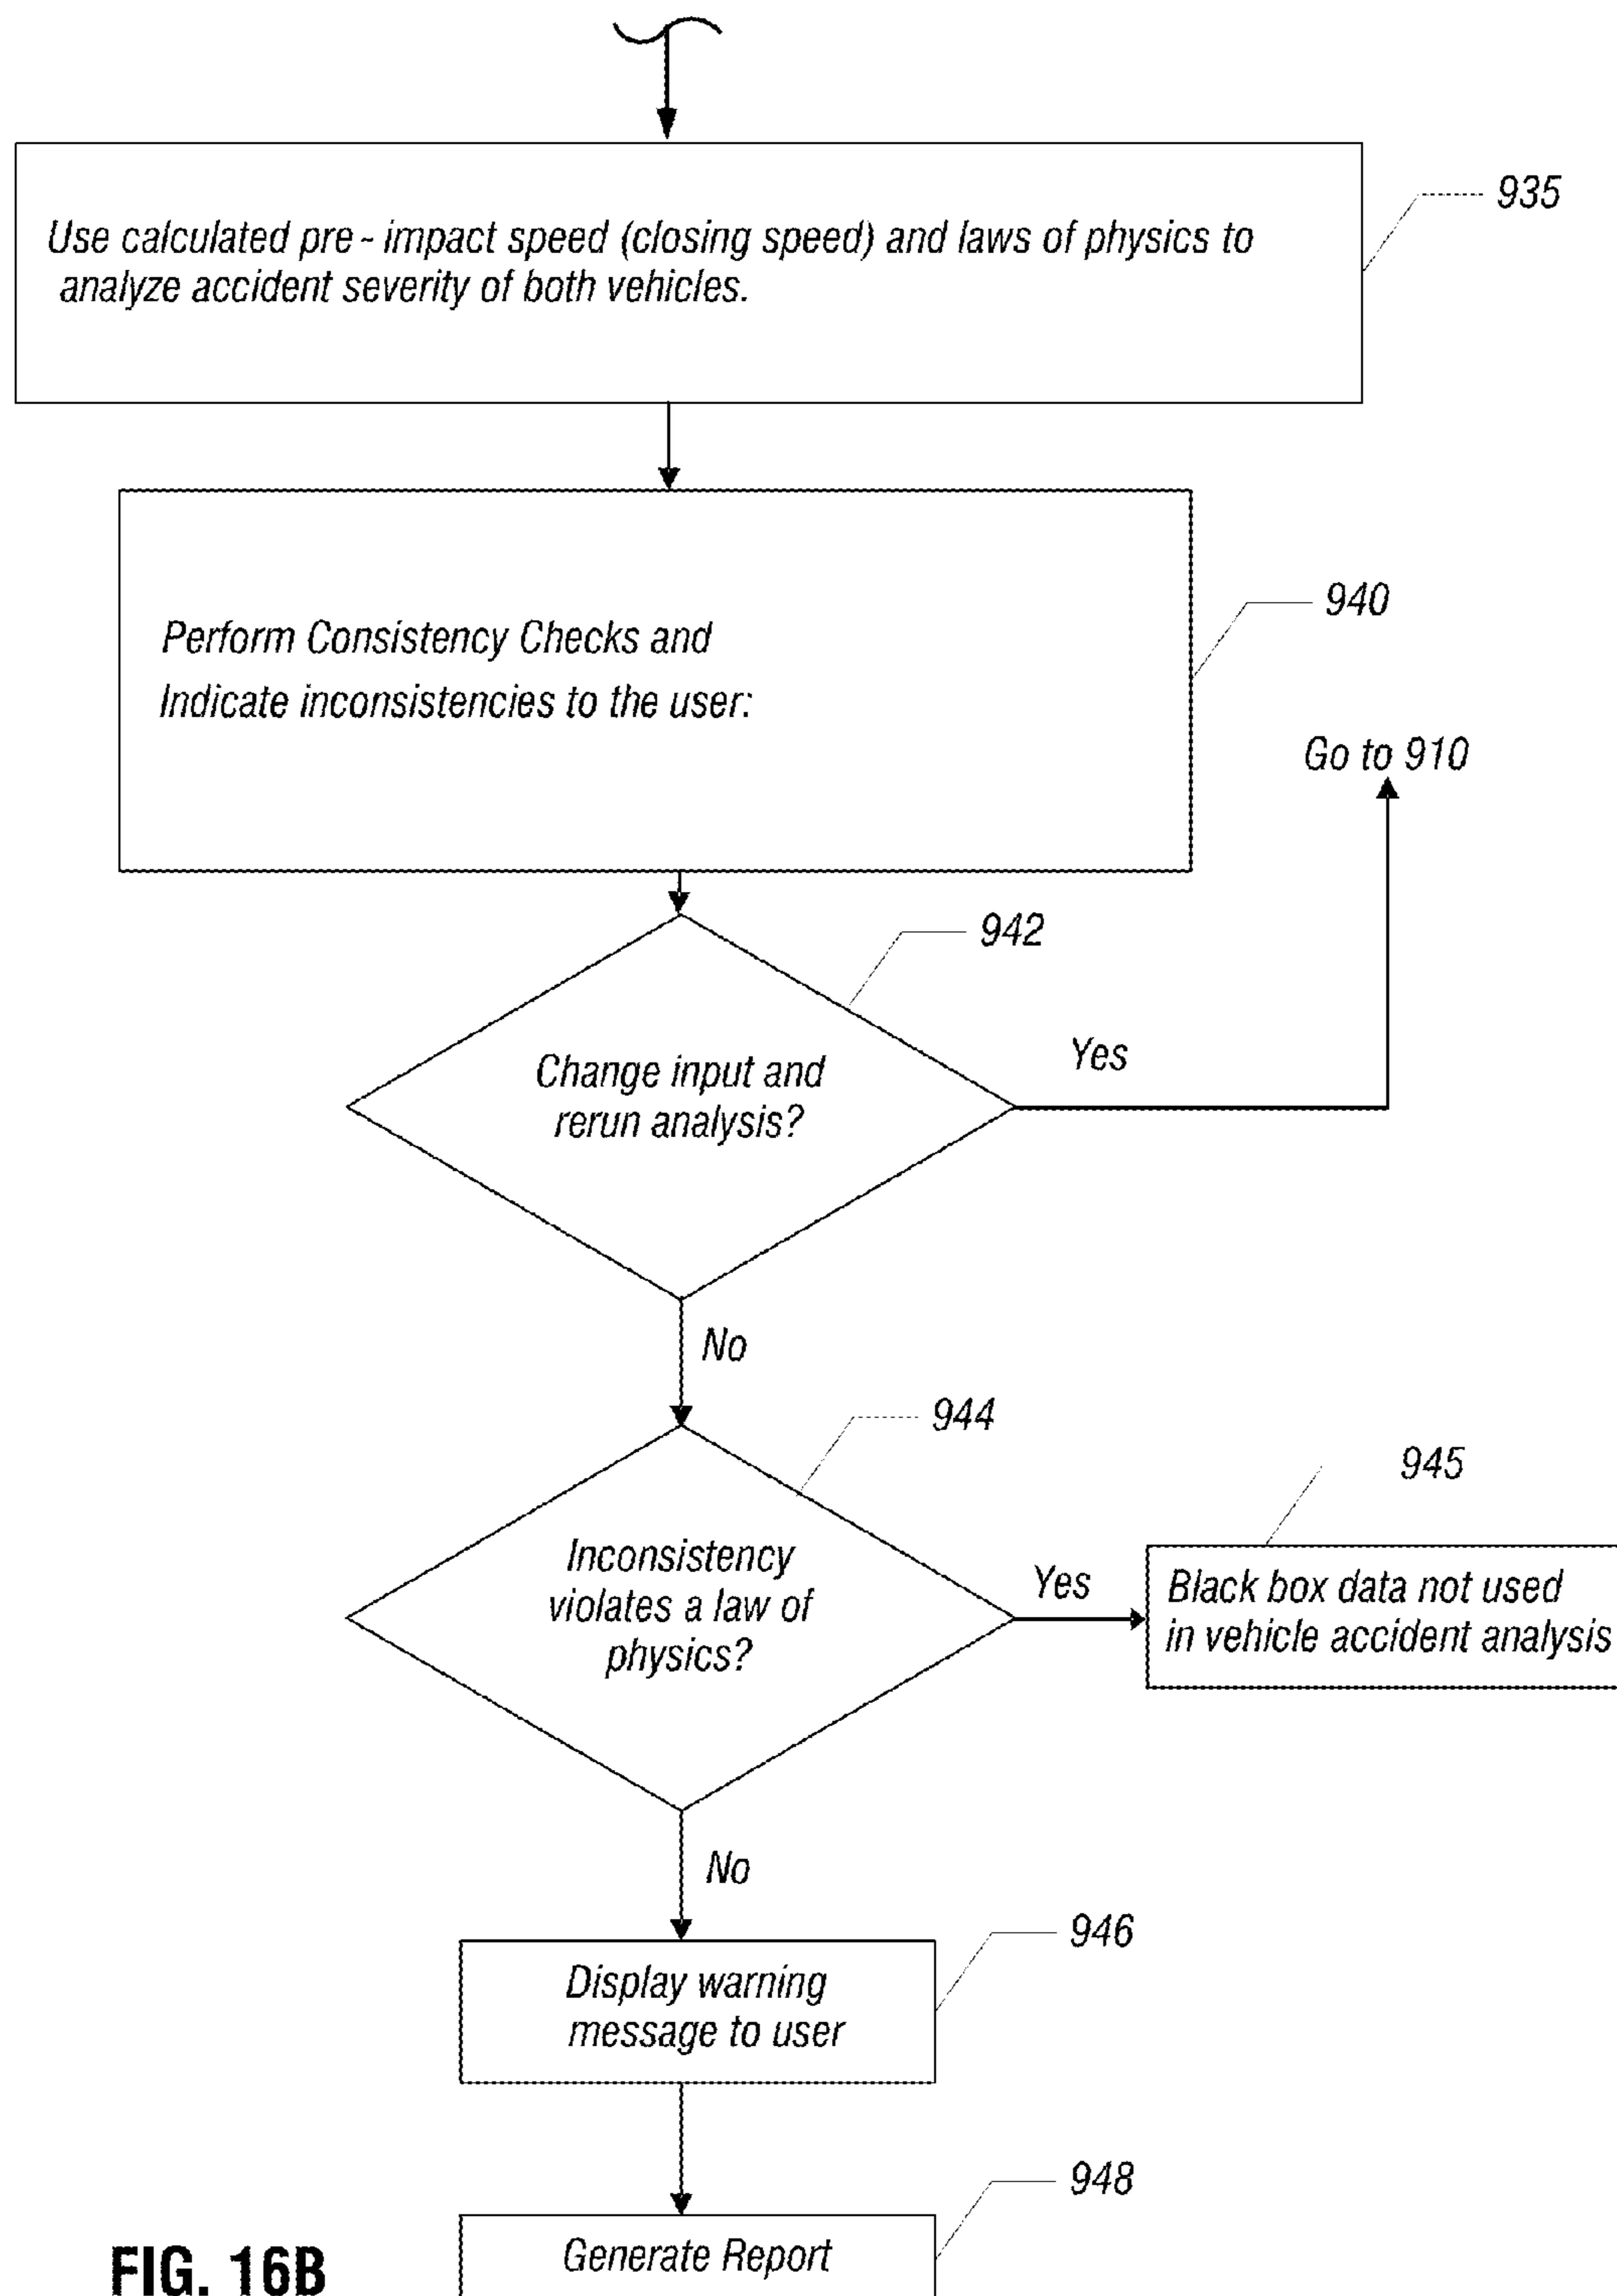 935
Use calculated pre - impact speed (closing speed) and laws of physics to
analyze accident severity of both vehicles.
940
Perform Consistency Checks and
Indicate inconsistencies to the user:
Go to 910
942
Change input and
rerun analysis?
Yes
No
944
945
Inconsistency
violates a law of
physics?
Yes
Black box data not used
in vehicle accident analysis
No
946
Display warning
message to user
948
Generate Report
FIG. 16B